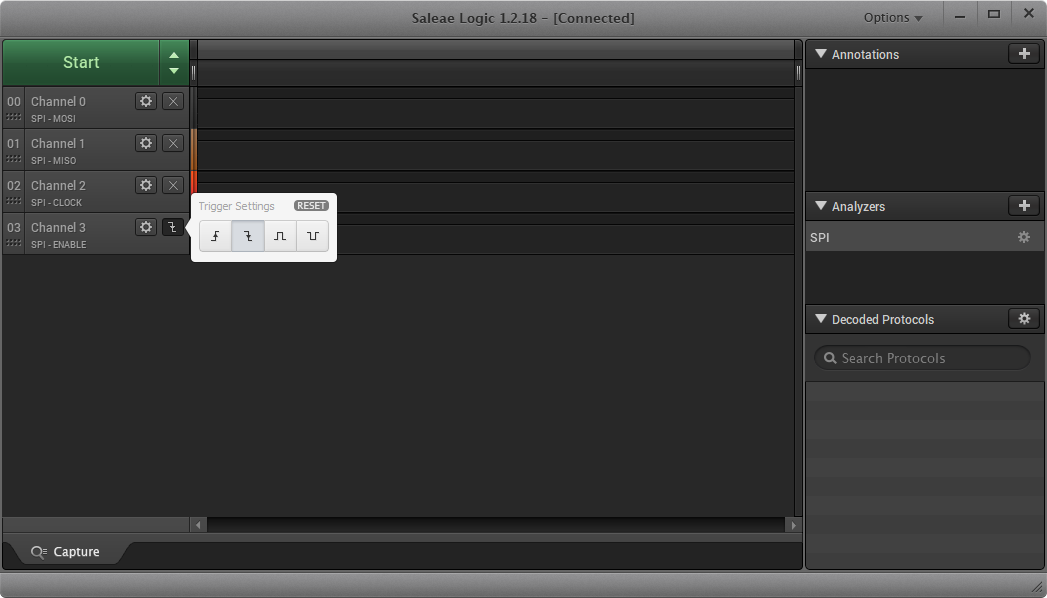 Saleae Logic 1.2.18 - [Connected]
Options
Start
00 Channel 0
SPI - MOSI
01 Channel 1
SPI - MISO
02 Channel 2
SPI - CLOCK
03 Channel 3
SPI - ENABLE
Trigger Settings RESET
Annotations
Analyzers
SPI
Decoded Protocols
Search Protocols
Capture